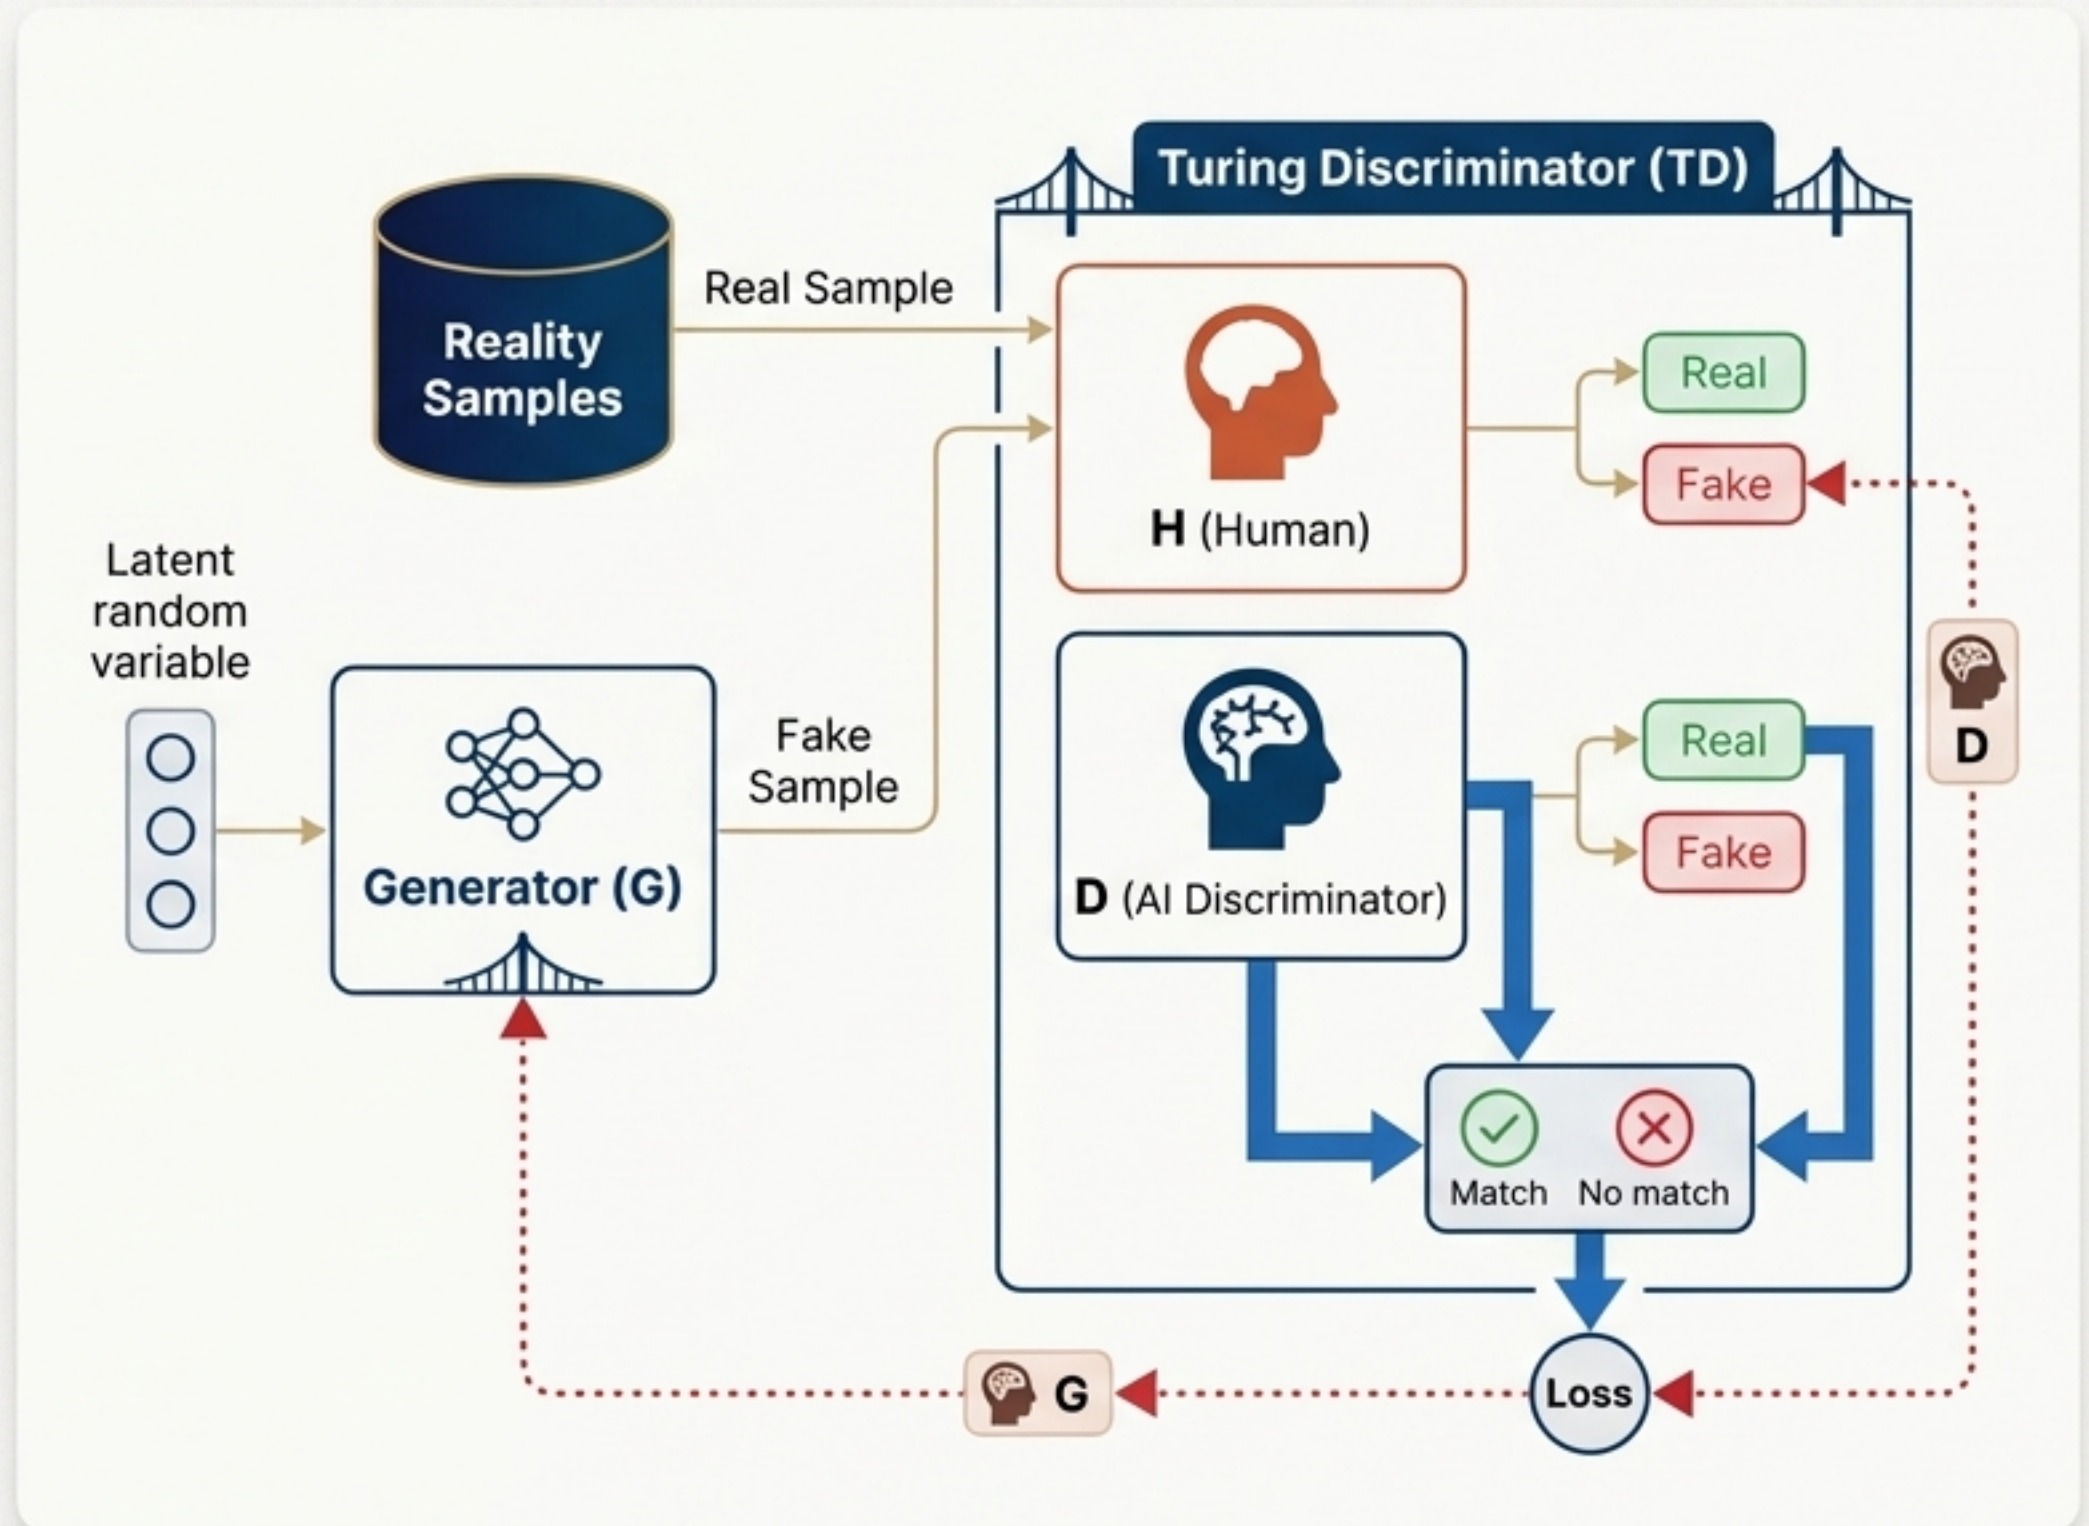 Turing Discriminator (TD)
Reality
Samples
Real Sample
H (Human)
Real
Fake
Latent
random
variable
Generator (G)
Fake
Sample
D (AI Discriminator)
Real
Fake
D
Match
No match
G
Loss